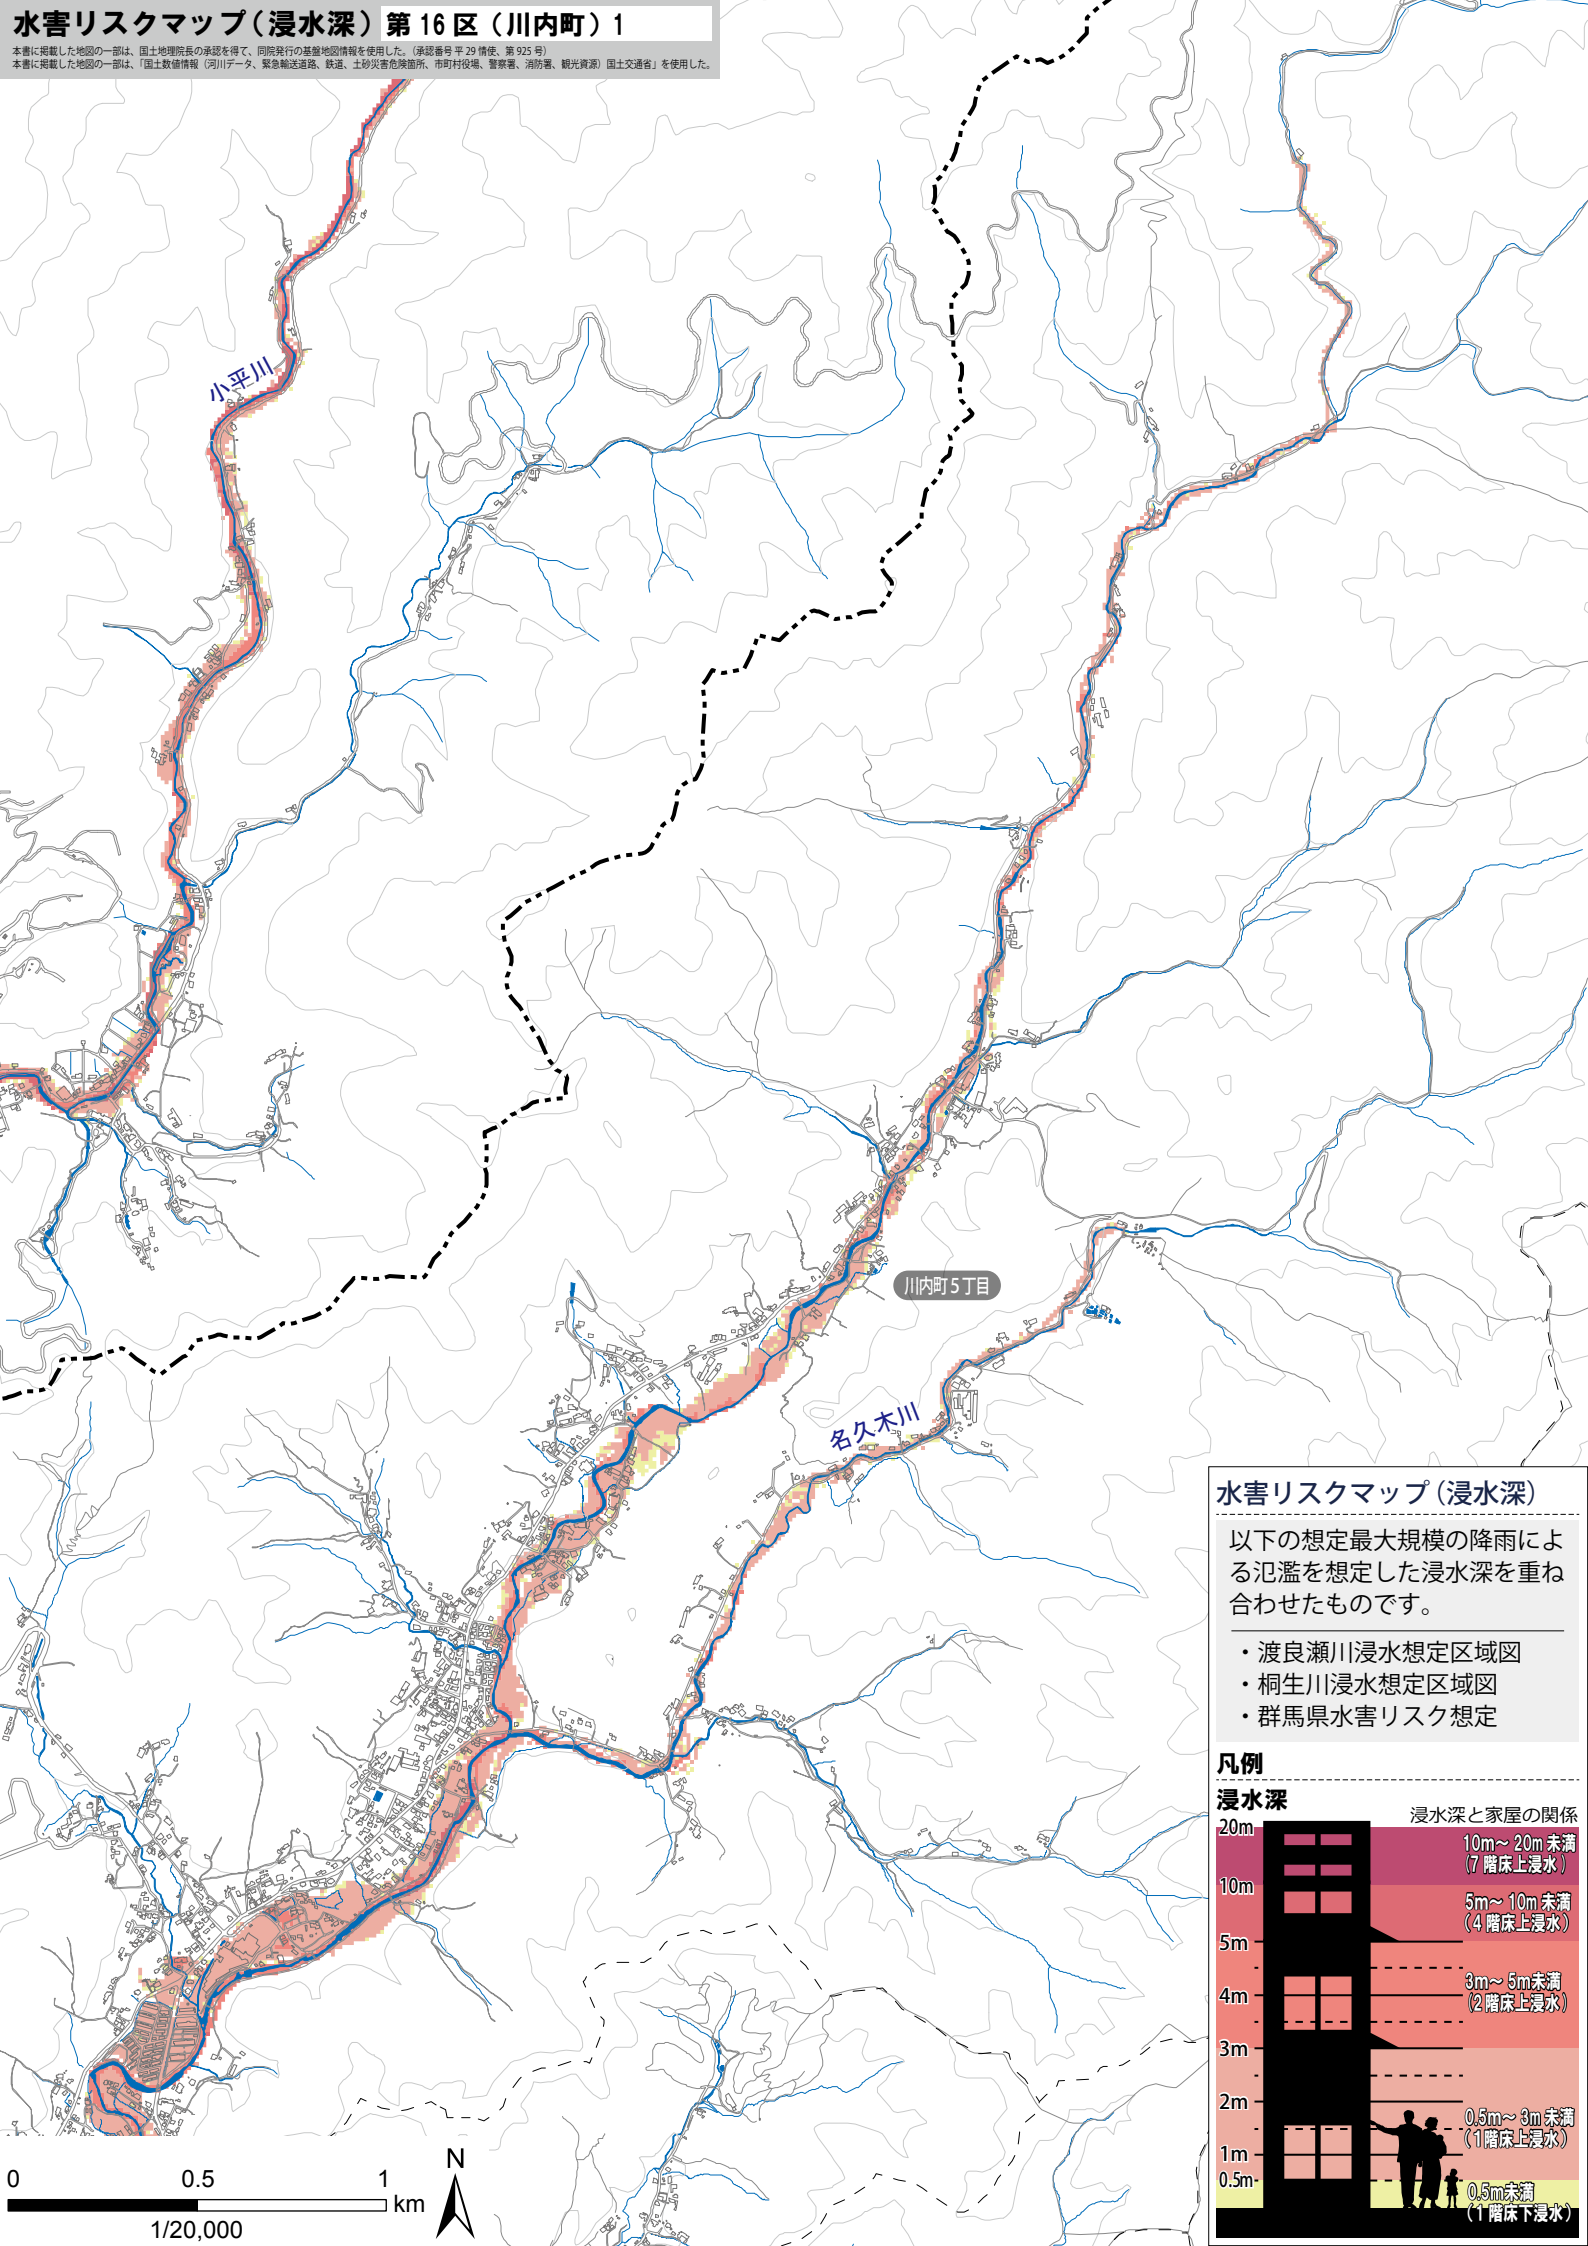 水害リスクマップ（浸水深）第 16 区（川内町）1
本書に掲載した地図の一部は、国土地理院長の承認を得て、同院発行の基盤地図情報を使用した。（承認番号 平 29 情使、第 925 号）
本書に掲載した地図の一部は、「国土数値情報（河川データ、緊急輸送道路、鉄道、土砂災害危険箇所、市町村役場、警察署、消防署、観光資源）国土交通省」を使用した。
小平川
川内町５丁目
名久木川
水害リスクマップ（浸水深）
以下の想定最大規模の降雨によ
る氾濫を想定した浸水深を重ね
合わせたものです。
・渡良瀬川浸水想定区域図
・桐生川浸水想定区域図
・群馬県水害リスク想定
凡例
浸水深
浸水深と家屋の関係
20m
10m～ 20m 未満
（7 階床上浸水）
10m
5m～ 10m 未満
（4 階床上浸水）
5m
3m～ 5m未満
（2 階床上浸水）
4m
3m
2m
0.5m～ 3m 未満
（1階床上浸水）
1m
0.5m
0.5m未満
（1 階床下浸水）
0 0.5 1
km
1/20,000
N